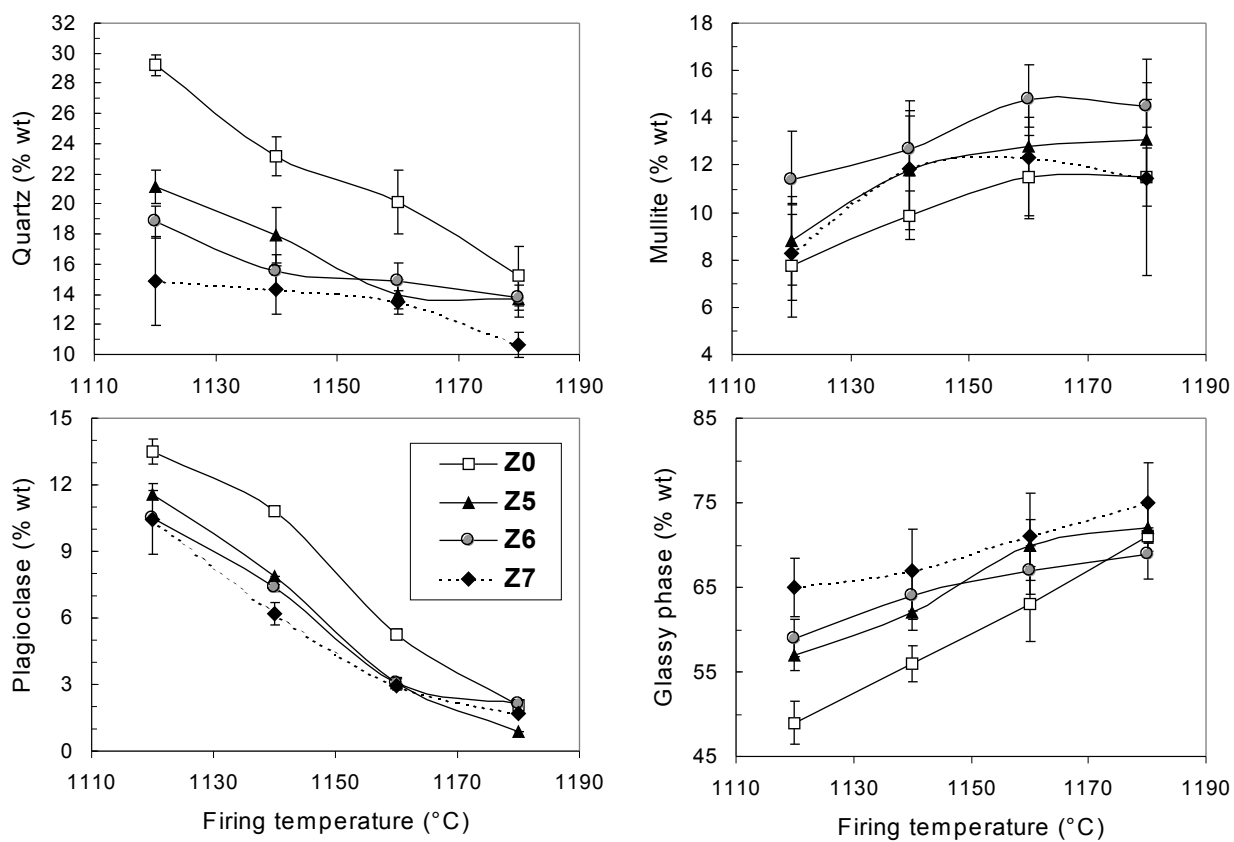 32
30
28
26
24
22
20
18
16
14
12
10
Quartz (% wt)
1110 1130 1150 1170 1190
18
16
14
12
10
8
6
4
Mullite (% wt)
1110 1130 1150 1170 1190
15
12
9
6
3
0
Plagioclase (% wt)
Z0
Z5
Z6
Z7
1110 1130 1150 1170 1190
Firing temperature (°C)
85
75
65
55
45
Glassy phase (% wt)
1110 1130 1150 1170 1190
Firing temperature (°C)